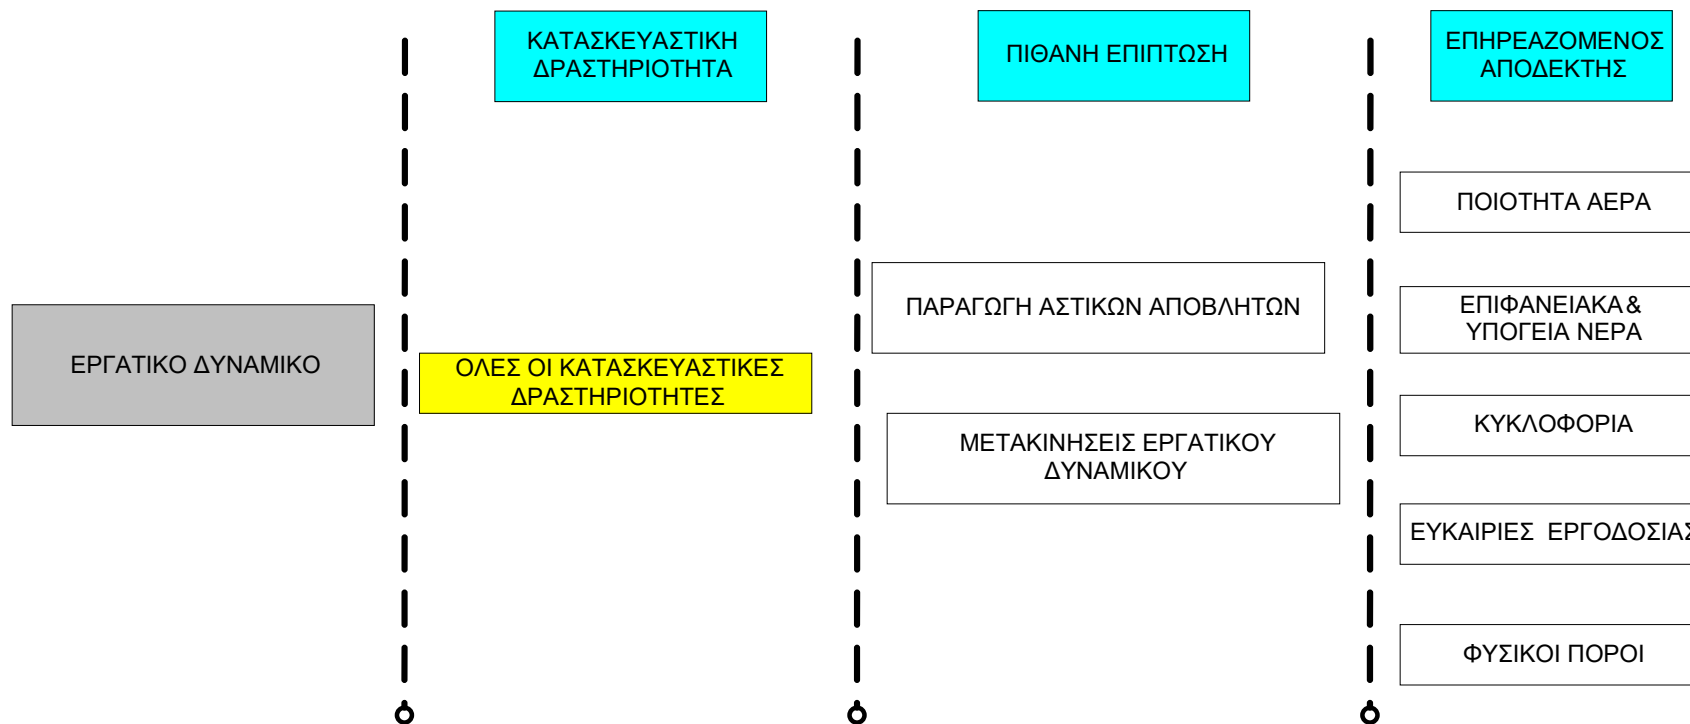 ΚΑΤΑΣΚΕΥΑΣΤΙΚΗ
ΔΡΑΣΤΗΡΙΟΤΗΤΑ
ΠΙΘΑΝΗ ΕΠΙΠΤΩΣΗ
ΕΠΗΡΕΑΖΟΜΕΝΟΣ
ΑΠΟΔΕΚΤΗΣ
ΕΡΓΑΤΙΚΟ ΔΥΝΑΜΙΚΟ
ΟΛΕΣ ΟΙ ΚΑΤΑΣΚΕΥΑΣΤΙΚΕΣ
ΔΡΑΣΤΗΡΙΟΤΗΤΕΣ
ΠΑΡΑΓΩΓΗ ΑΣΤΙΚΩΝ ΑΠΟΒΛΗΤΩΝ
ΜΕΤΑΚΙΝΗΣΕΙΣ ΕΡΓΑΤΙΚΟΥ
ΔΥΝΑΜΙΚΟΥ
ΠΟΙΟΤΗΤΑ ΑΕΡΑ
ΕΠΙΦΑΝΕΙΑΚΑ &
ΥΠΟΓΕΙΑ ΝΕΡΑ
ΚΥΚΛΟΦΟΡΙΑ
ΕΥΚΑΙΡΙΕΣ ΕΡΓΟΔΟΣΙΑΣ
ΦΥΣΙΚΟΙ ΠΟΡΟΙ